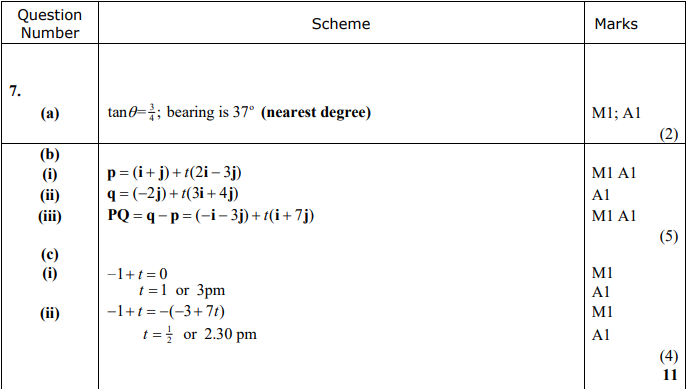 Question Number Scheme Marks
7.
(a) tanθ=3/4; bearing is 37° (nearest degree) M1; A1
(2)
(b)
(i) p = (i + j) + t(2i – 3j) M1 A1
(ii) q = (–2j) + t(3i + 4j) A1
(iii) PQ = q – p = (–i – 3j) + t(i + 7j) M1 A1
(5)
(c)
(i) –1 + t = 0 M1
t = 1 or 3pm A1
(ii) –1 + t = –(–3 + 7t) M1
t = 1/2 or 2.30 pm A1
(4)
11